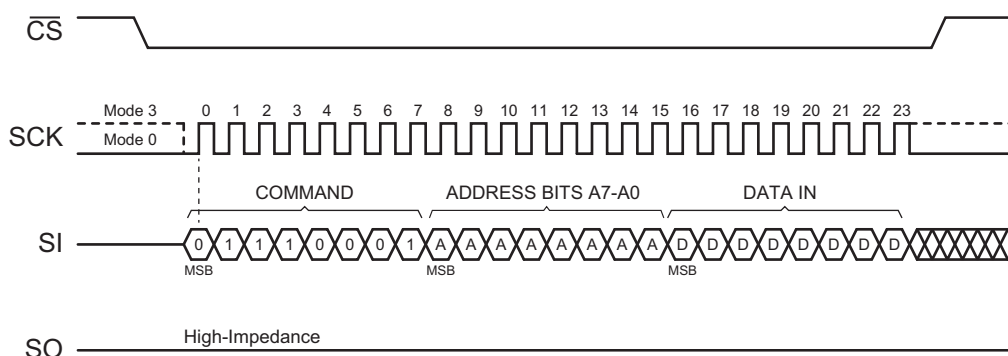 CS
Mode 3 0 1 2 3 4 5 6 7 8 9 10 11 12 13 14 15 16 17 18 19 20 21 22 23
SCK
Mode 0
COMMAND ADDRESS BITS A7-A0 DATA IN
SI 0 1 1 1 0 0 0 1 A A A A A A A A D D D D D D D D
MSB MSB MSB
High-Impedance
SO